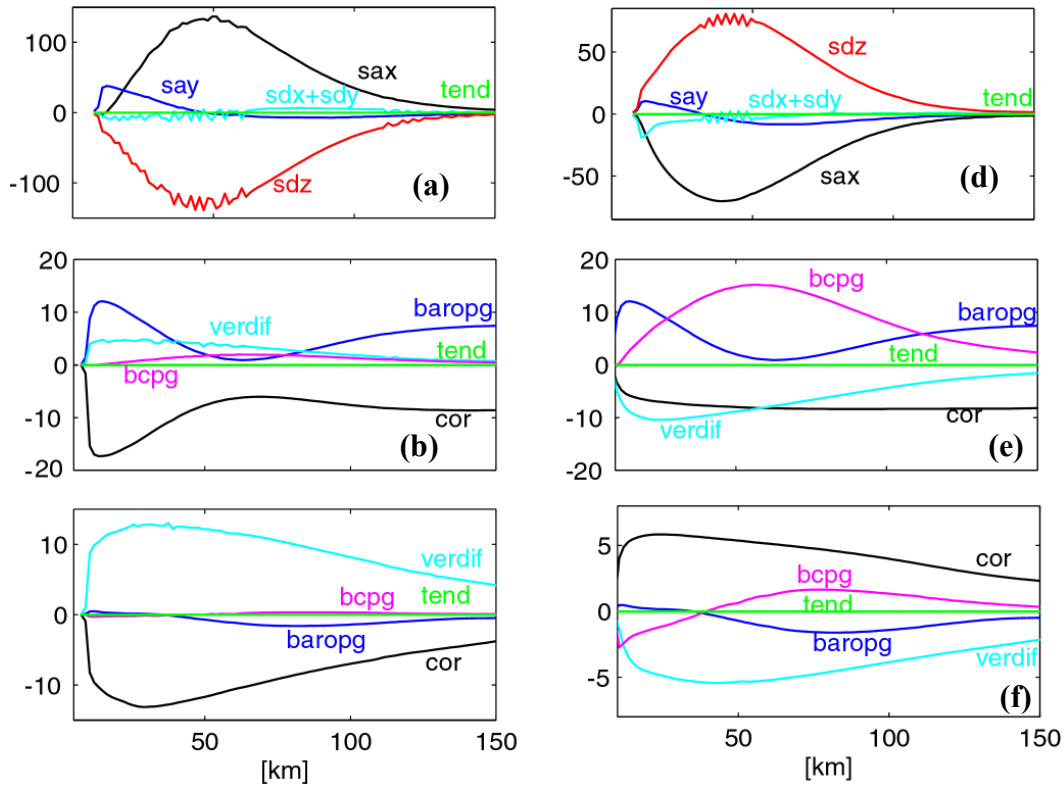 100
0
-100
say
sax
sdx+sdy
tend
sdz
(a)
50
0
-50
sdz
say
sdx+sdy
tend
sax
(d)
20
10
0
-10
-20
baropg
verdif
tend
bcpg
cor
(b)
20
10
0
-10
-20
bcpg
baropg
tend
cor
verdif
(e)
10
0
-10
verdif
bcpg
tend
baropg
cor
50
100
150
[km]
5
0
-5
cor
bcpg
tend
baropg
verdif
(f)
50
100
150
[km]